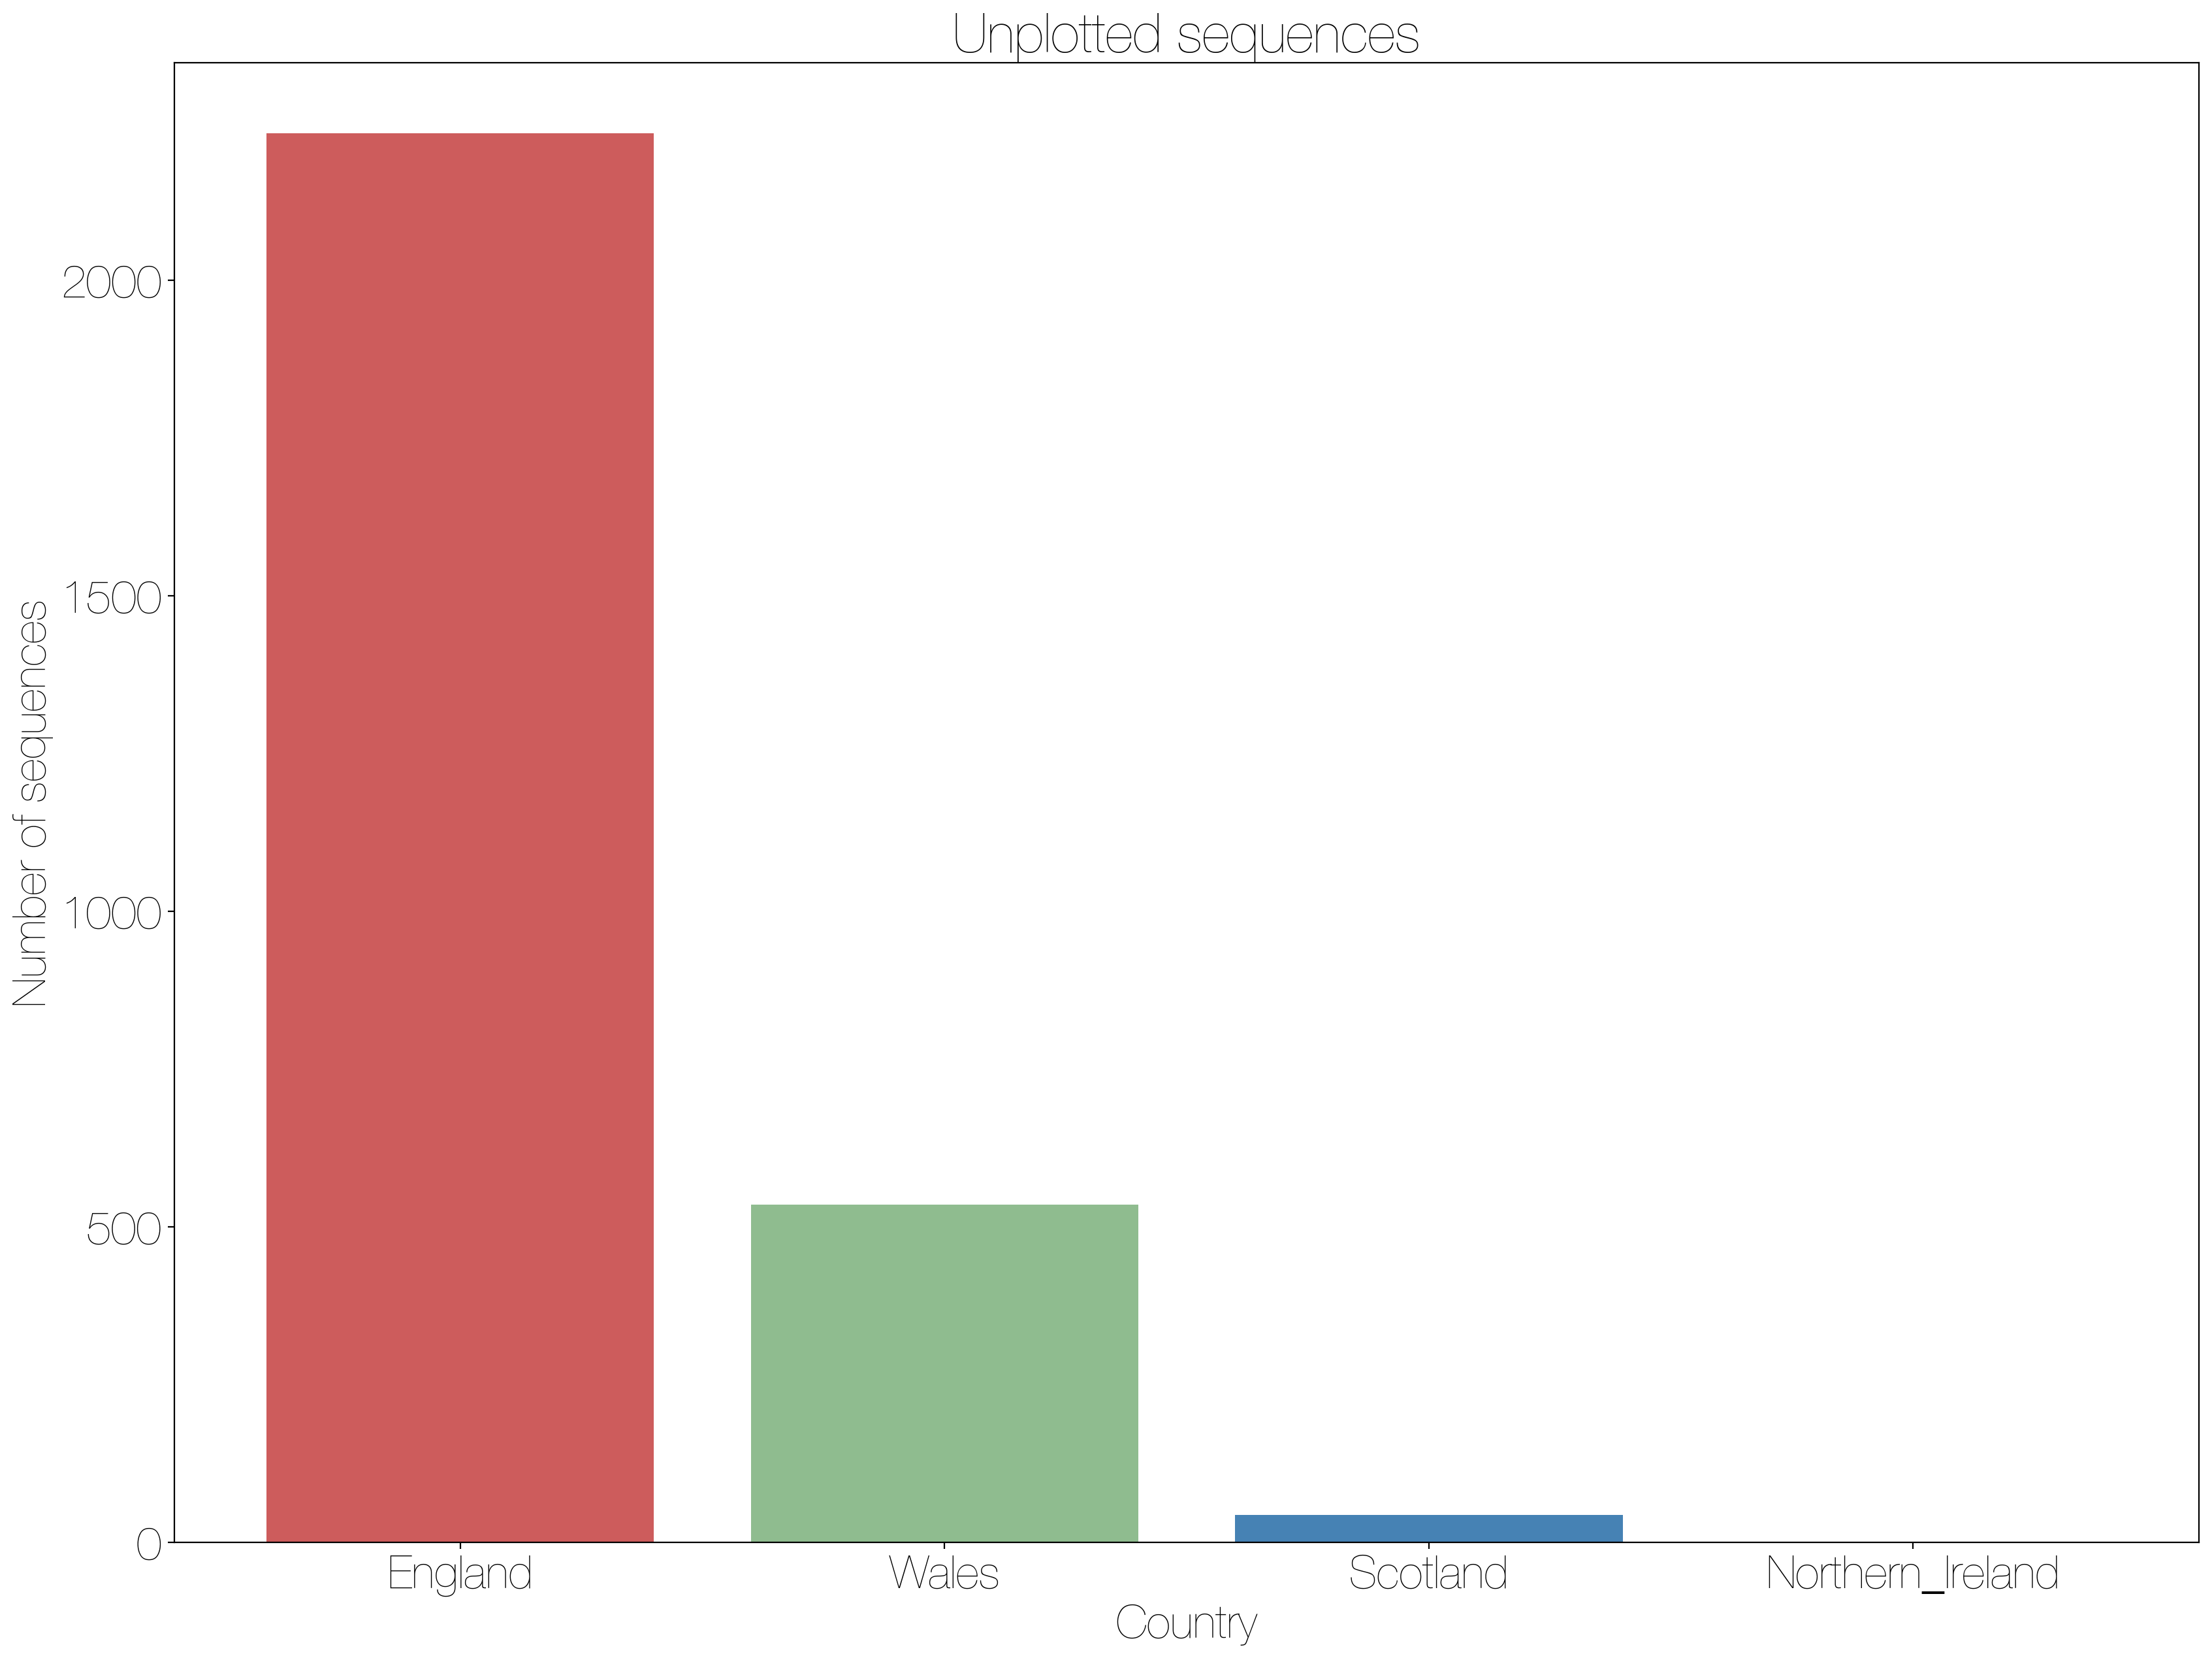 Unplotted sequences
Number of sequences
2000
1500
1000
500
0
England
Wales
Scotland
Northern_Ireland
Country